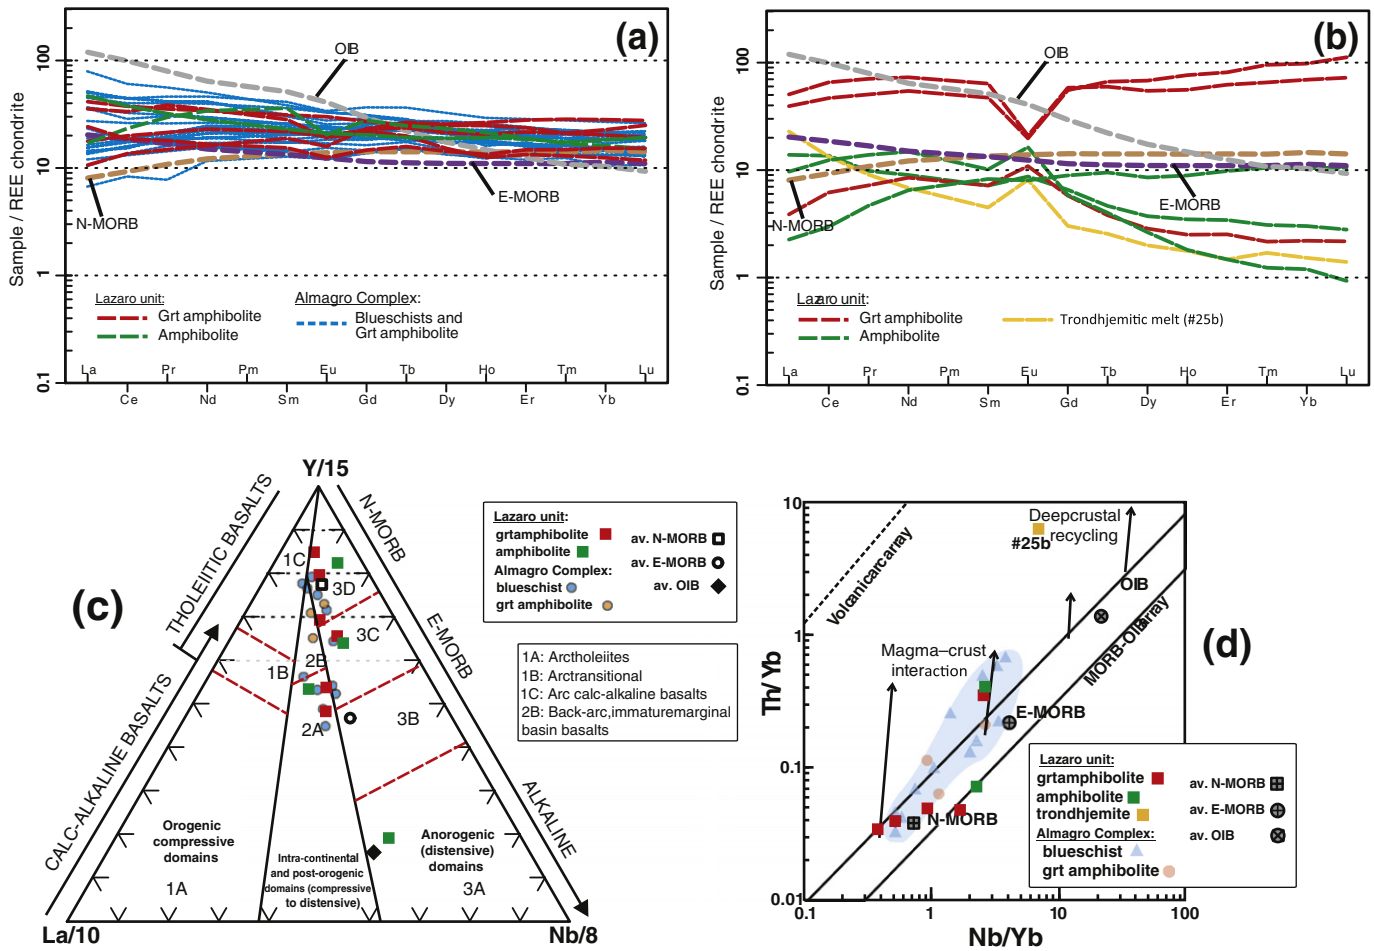 (a)
Sample / REE chondrite
100
10
1
0.1
OIB
E-MORB
N-MORB
Lazaro unit:
Grt amphibolite
Amphibolite
Almagro Complex:
Blueschists and
Grt amphibolite
La Pr Pm Eu Tb Ho Tm Lu
Ce Nd Sm Gd Dy Er Yb
(b)
Sample / REE chondrite
100
10
1
0.1
OIB
E-MORB
N-MORB
Lazaro unit:
Grt amphibolite
Amphibolite
Trondhjemitic melt (#25b)
La Pr Pm Eu Tb Ho Tm Lu
Ce Nd Sm Gd Dy Er Yb
(c)
Y/15
THOLEIITIC BASALTS
CALC-ALKALINE BASALTS
N-MORB
E-MORB
ALKALINE
1C
3D
3C
2B
1B
2A
3B
Orogenic
compressive
domains
1A
Intra-continental
and post-orogenic
domains (compressive
to distensive)
Anorogenic
(distensive)
domains
3A
La/10
Nb/8
Lazaro unit:
grtamphibolite
amphibolite
Almagro Complex:
blueschist
grt amphibolite
av. N-MORB
av. E-MORB
av. OIB
1A: Arctholeiites
1B: Arctransitional
1C: Arc calc-alkaline basalts
2B: Back-arc,immaturemarginal
basin basalts
(d)
Th/Yb
10
1
0.1
0.01
0.1 1 10 100
Nb/Yb
Volcanicarcarray
Deepcrustal
recycling
#25b
OIB
MORB-OIBarray
Magma–crust
interaction
E-MORB
N-MORB
Lazaro unit:
grtamphibolite
amphibolite
trondhjemite
Almagro Complex:
blueschist
grt amphibolite
av. N-MORB
av. E-MORB
av. OIB